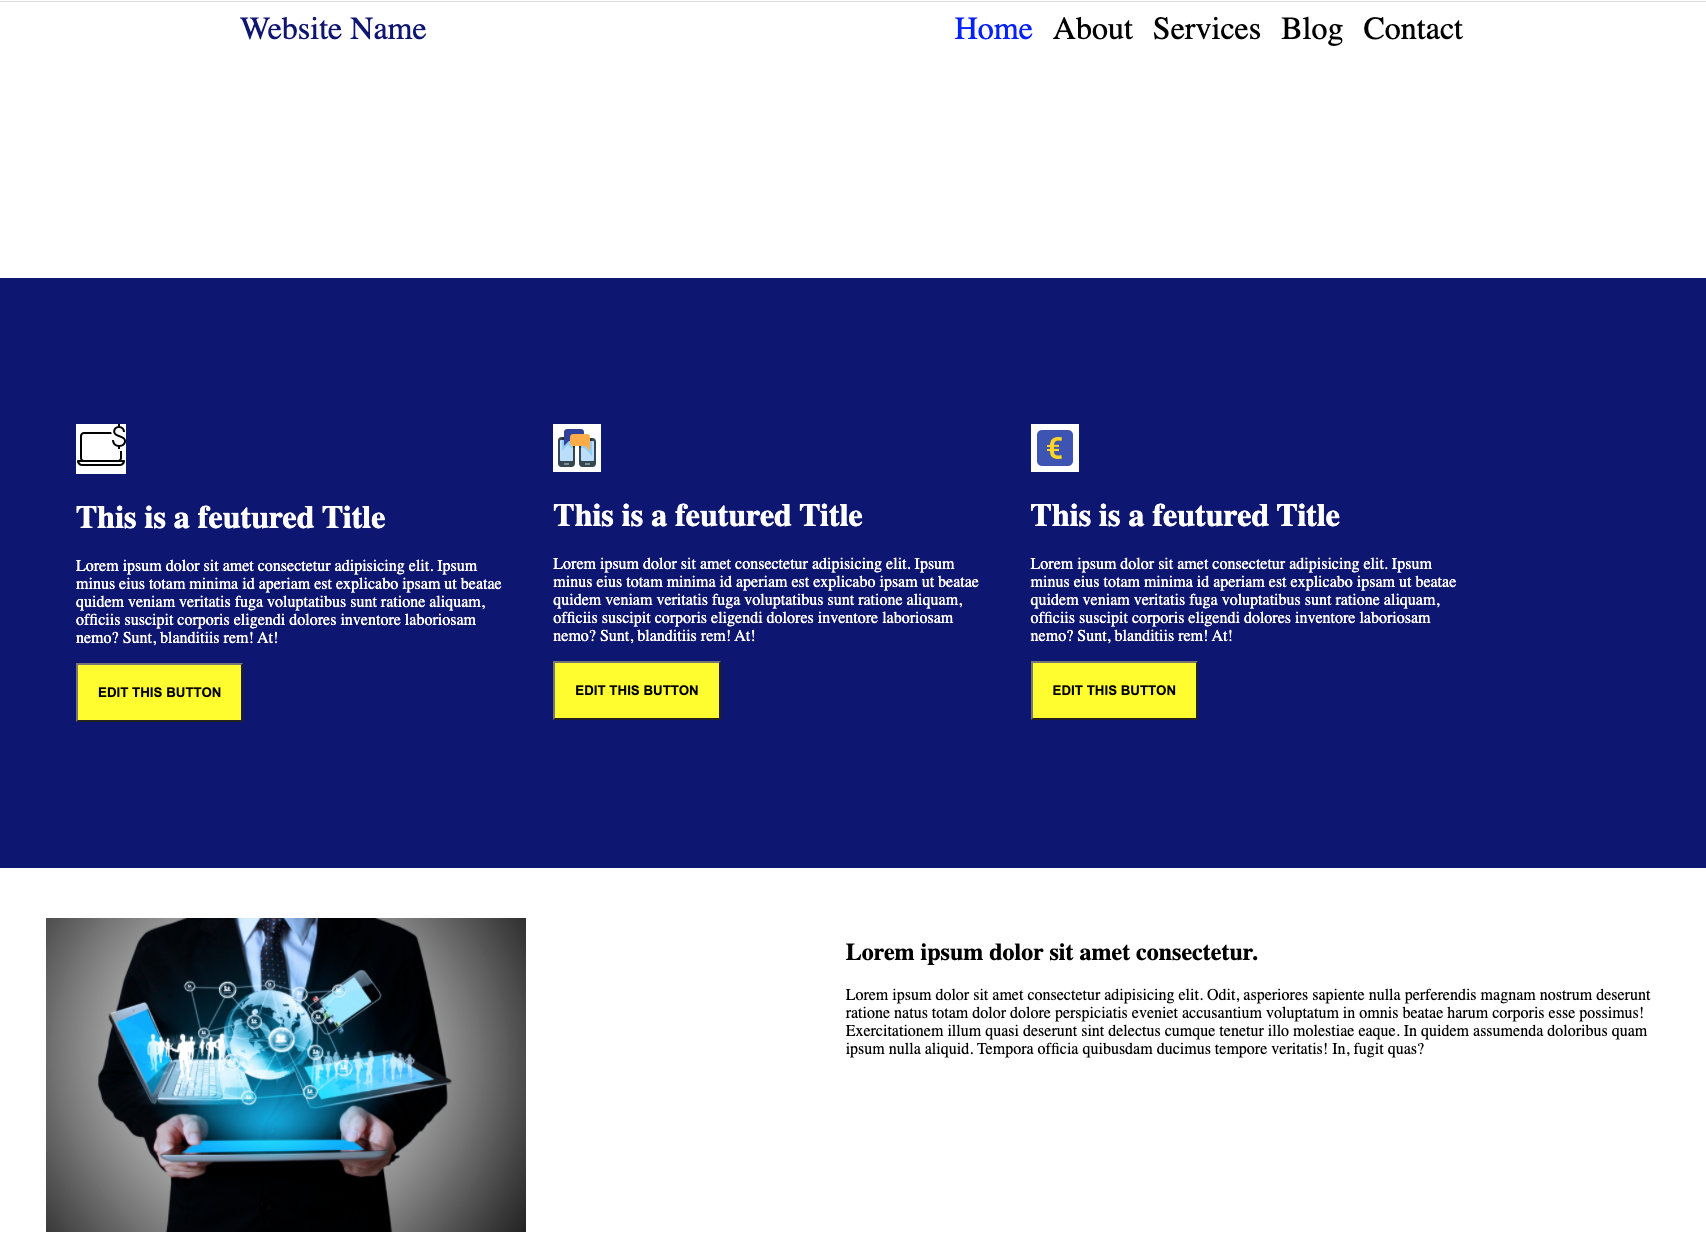 Website Name
Home About Services Blog Contact
$
€
This is a feutured Title
Lorem ipsum dolor sit amet consectetur adipisicing elit. Ipsum
minus eius totam minima id aperiam est explicabo ipsam ut beatae
quidem veniam veritatis fuga voluptatibus sunt ratione aliquam,
officiis suscipit corporis eligendi dolores inventore laboriosam
nemo? Sunt, blanditiis rem! At!
EDIT THIS BUTTON
This is a feutured Title
Lorem ipsum dolor sit amet consectetur adipisicing elit. Ipsum
minus eius totam minima id aperiam est explicabo ipsam ut beatae
quidem veniam veritatis fuga voluptatibus sunt ratione aliquam,
officiis suscipit corporis eligendi dolores inventore laboriosam
nemo? Sunt, blanditiis rem! At!
EDIT THIS BUTTON
This is a feutured Title
Lorem ipsum dolor sit amet consectetur adipisicing elit. Ipsum
minus eius totam minima id aperiam est explicabo ipsam ut beatae
quidem veniam veritatis fuga voluptatibus sunt ratione aliquam,
officiis suscipit corporis eligendi dolores inventore laboriosam
nemo? Sunt, blanditiis rem! At!
EDIT THIS BUTTON
Lorem ipsum dolor sit amet consectetur.
Lorem ipsum dolor sit amet consectetur adipisicing elit. Odit, asperiores sapiente nulla perferendis magnam nostrum deserunt
ratione natus totam dolor dolore perspiciatis eveniet accusantium voluptatum in omnis beatae harum corporis esse possimus!
Exercitationem illum quasi deserunt sint delectus cumque tenetur illo molestiae eaque. In quidem assumenda doloribus quam
ipsum nulla aliquid. Tempora officia quibusdam ducimus tempore veritatis! In, fugit quas?